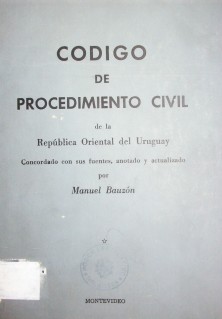 CODIGO
DE
PROCEDIMIENTO CIVIL
de la
República Oriental del Uruguay
Concordado con sus fuentes, anotado y actualizado
por
Manuel Bauzón
MONTEVIDEO